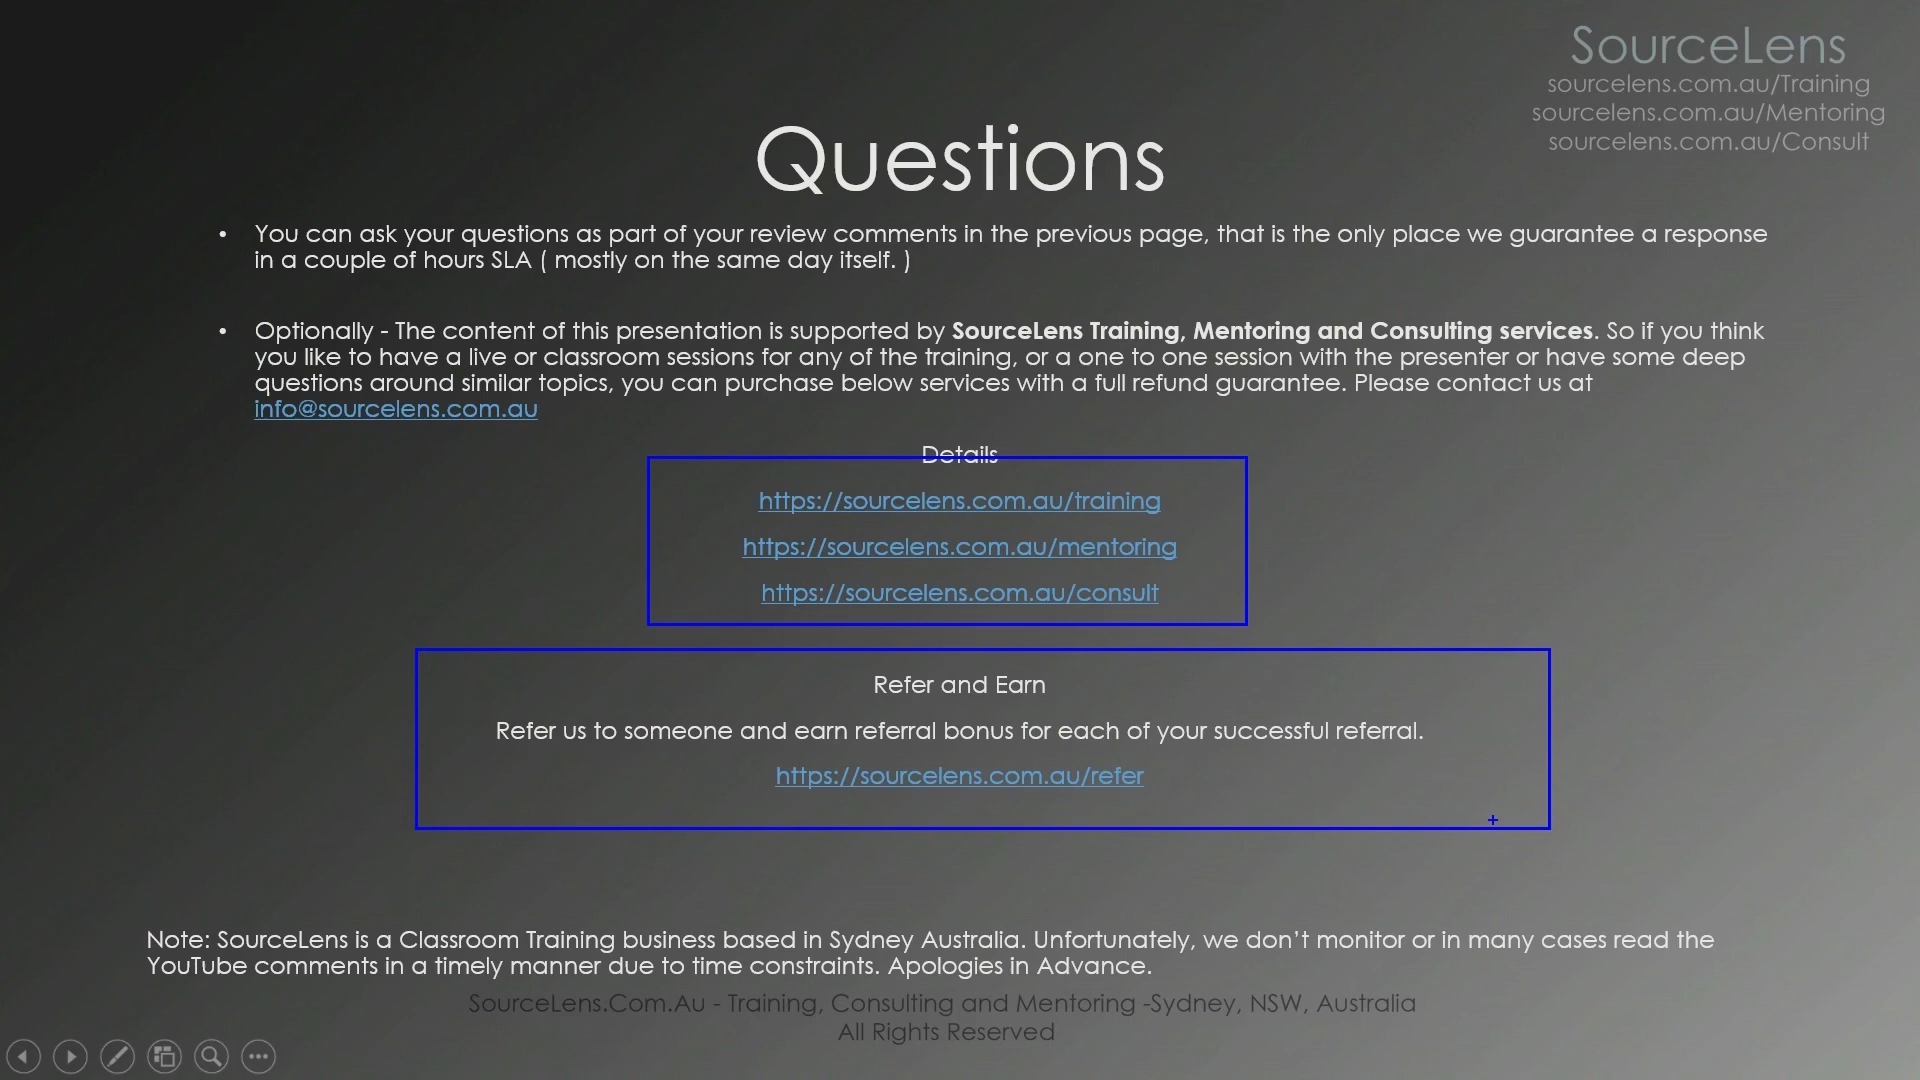 SourceLens
sourcelens.com.au/Training
sourcelens.com.au/Mentoring
sourcelens.com.au/Consult
Questions
• You can ask your questions as part of your review comments in the previous page, that is the only place we guarantee a response
in a couple of hours SLA ( mostly on the same day itself. )
• Optionally - The content of this presentation is supported by SourceLens Training, Mentoring and Consulting services. So if you think
you like to have a live or classroom sessions for any of the training, or a one to one session with the presenter or have some deep
questions around similar topics, you can purchase below services with a full refund guarantee. Please contact us at
info@sourcelens.com.au
Details
https://sourcelens.com.au/training
https://sourcelens.com.au/mentoring
https://sourcelens.com.au/consult
Refer and Earn
Refer us to someone and earn referral bonus for each of your successful referral.
https://sourcelens.com.au/refer
Note: SourceLens is a Classroom Training business based in Sydney Australia. Unfortunately, we don’t monitor or in many cases read the
YouTube comments in a timely manner due to time constraints. Apologies in Advance.
SourceLens.Com.Au - Training, Consulting and Mentoring -Sydney, NSW, Australia
All Rights Reserved